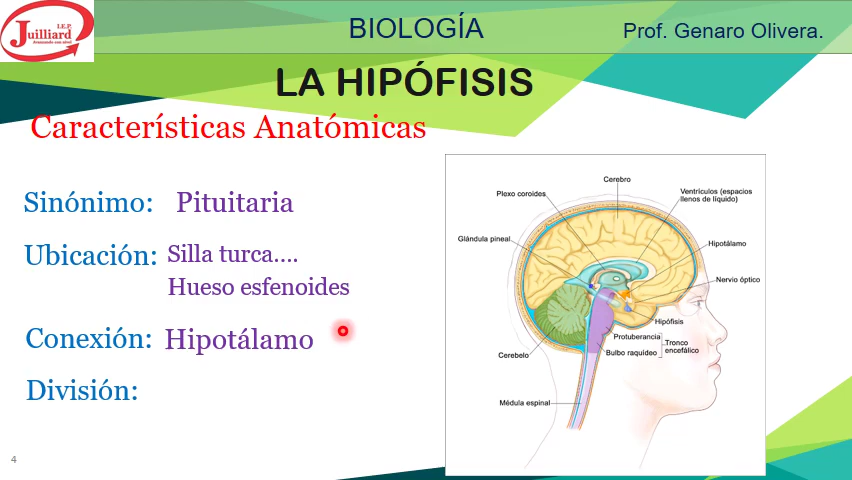 I.E.P.
Juilliard
BIOLOGÍA
Prof. Genaro Olivera.
LA HIPÓFISIS
Características Anatómicas
Sinónimo: Pituitaria
Ubicación: Silla turca....
Hueso esfenoides
Conexión: Hipotálamo
División:
Cerebro
Plexo coroides
Ventrículos (espacios
llenos de líquido)
Glándula pineal
Hipotálamo
Nervio óptico
Hipófisis
Protuberancia
Tronco
encefálico
Bulbo raquídeo
Cerebelo
Médula espinal
4